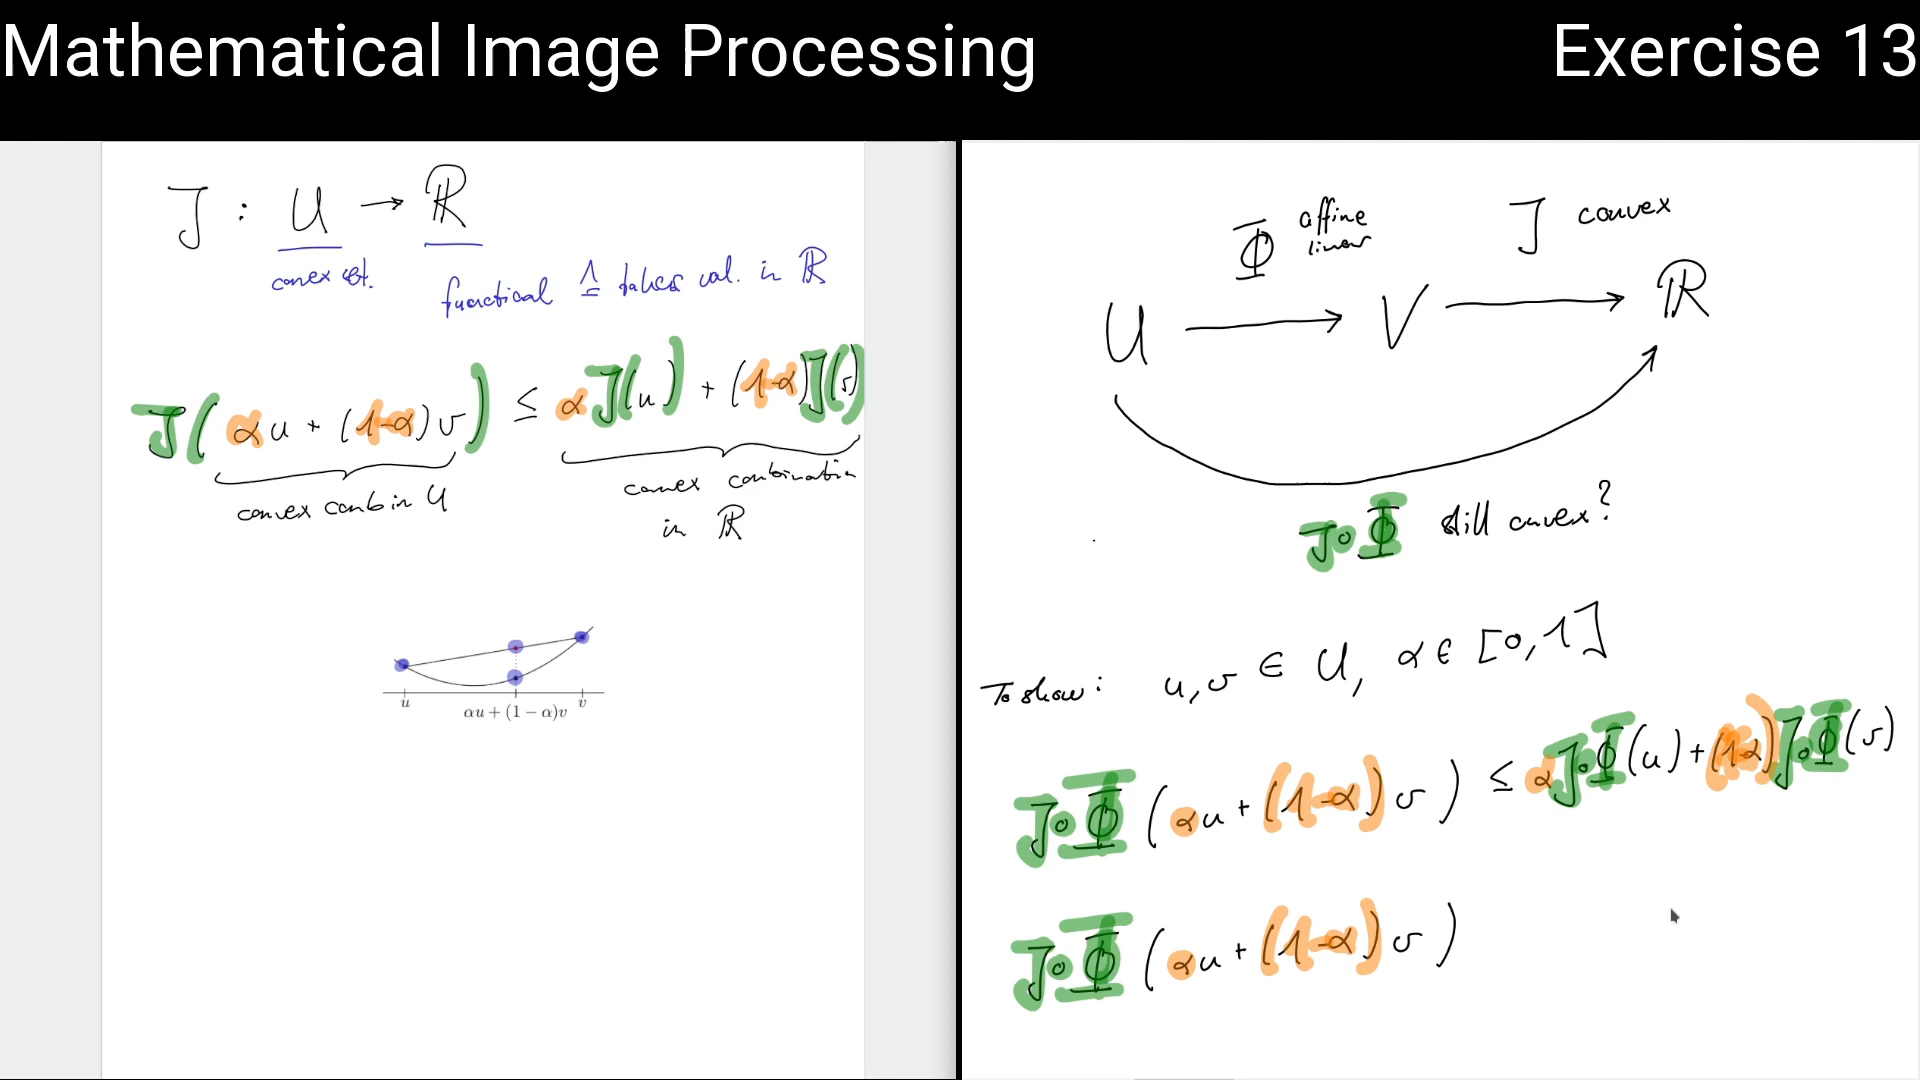 Mathematical Image Processing
Exercise 13
J : U → ℝ
convex set.
functional ≙ takes val. in ℝ
J(αu + (1-α)v) ≤ αJ(u) + (1-α)J(v)
convex comb in U
convex combination
in ℝ
u
αu + (1 − α)v
v
Φ affine linear
J convex
U → V → ℝ
J∘Φ still convex?
To show: u,v ∈ U, α ∈ [0,1]
J∘Φ(αu + (1-α)v) ≤ αJ∘Φ(u) + (1-α)J∘Φ(v)
J∘Φ(αu + (1-α)v)